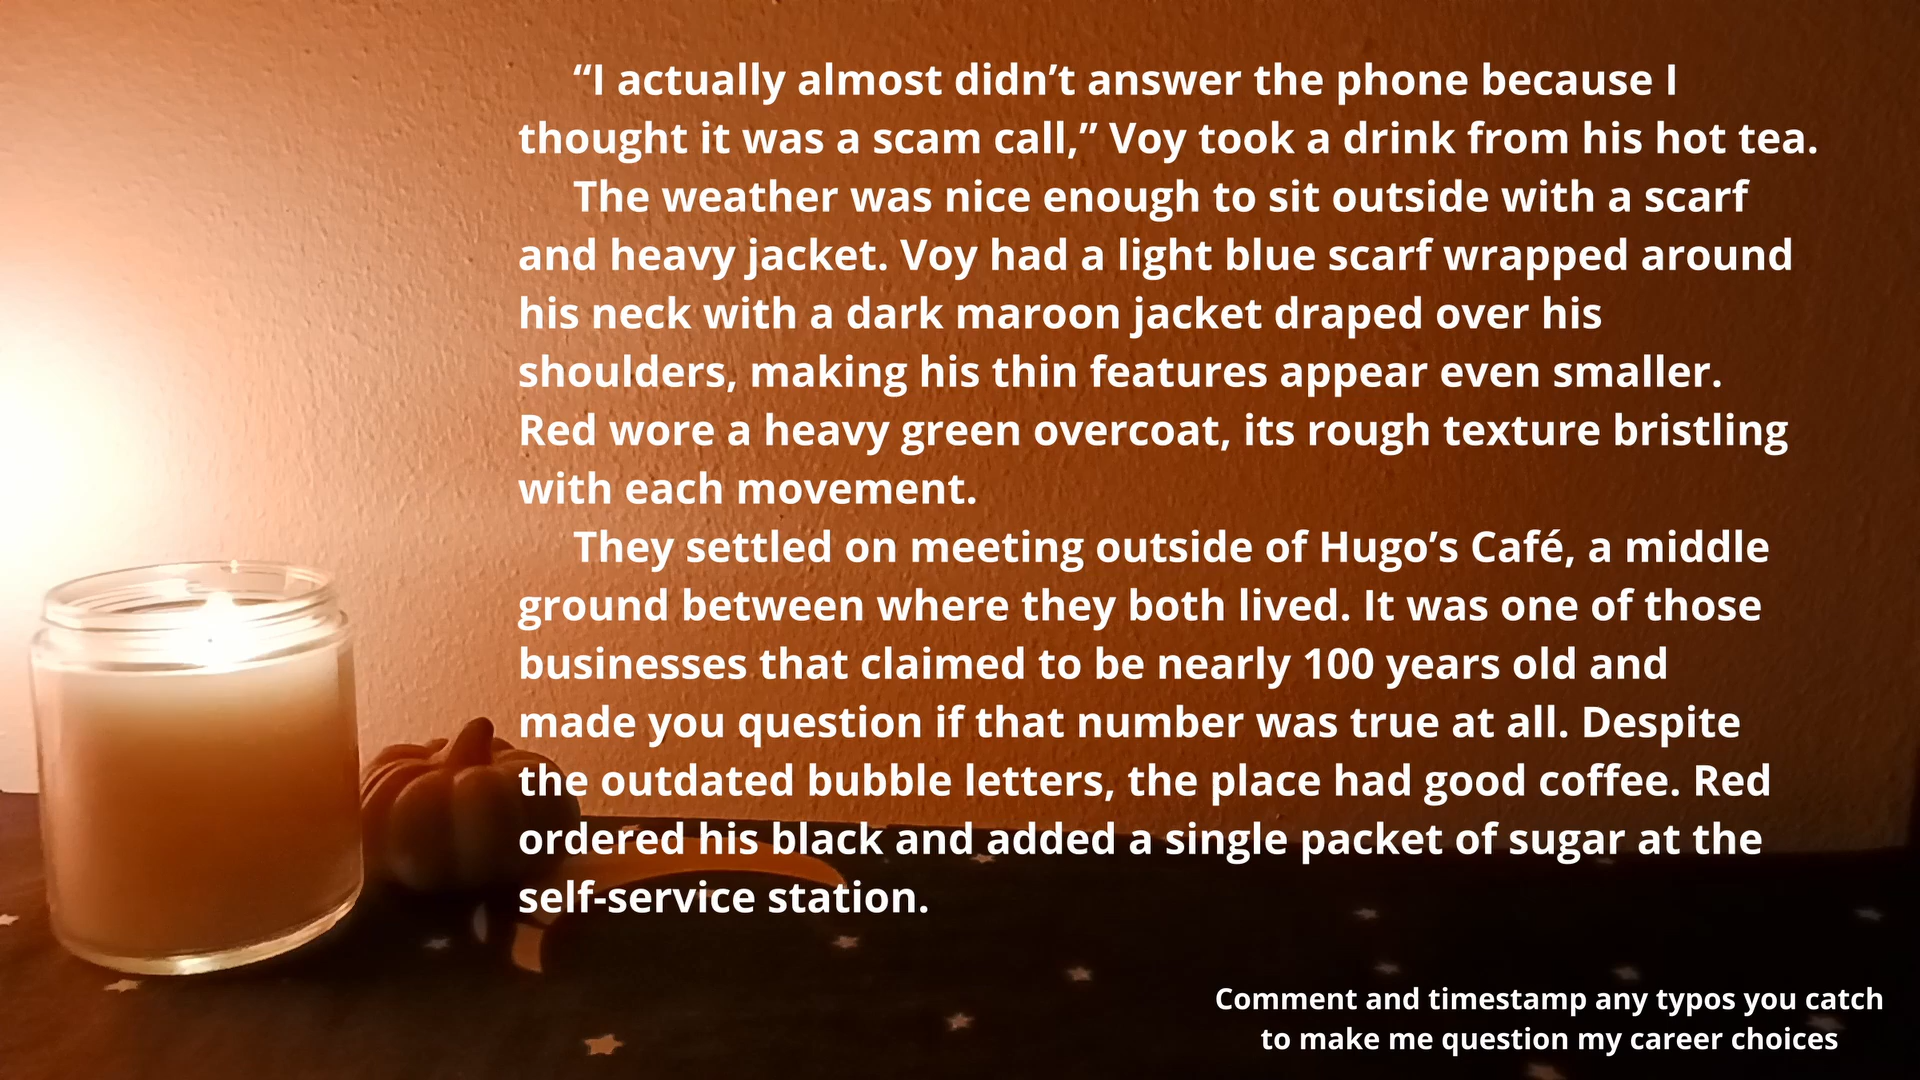 “I actually almost didn’t answer the phone because I
thought it was a scam call,” Voy took a drink from his hot tea.
The weather was nice enough to sit outside with a scarf
and heavy jacket. Voy had a light blue scarf wrapped around
his neck with a dark maroon jacket draped over his
shoulders, making his thin features appear even smaller.
Red wore a heavy green overcoat, its rough texture bristling
with each movement.
They settled on meeting outside of Hugo’s Café, a middle
ground between where they both lived. It was one of those
businesses that claimed to be nearly 100 years old and
made you question if that number was true at all. Despite
the outdated bubble letters, the place had good coffee. Red
ordered his black and added a single packet of sugar at the
self-service station.
Comment and timestamp any typos you catch
to make me question my career choices